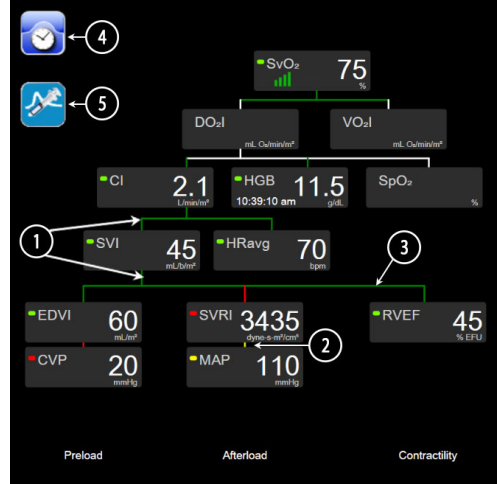 4
5
SvO₂ 75
%
DO₂I VO₂I
mL O₂/min/m² mL O₂/min/m²
CI 2.1 HGB 11.5 SpO₂
L/min/m² 10:39:10 am g/dL %
1 SVI 45 HRavg 70 3
mL/b/m² bpm
EDVI 60 SVRI 3435 RVEF 45
mL/m² dyne-s-m²/cm⁵ % EFU
2
CVP 20 MAP 110
mmHg mmHg
Preload Afterload Contractility